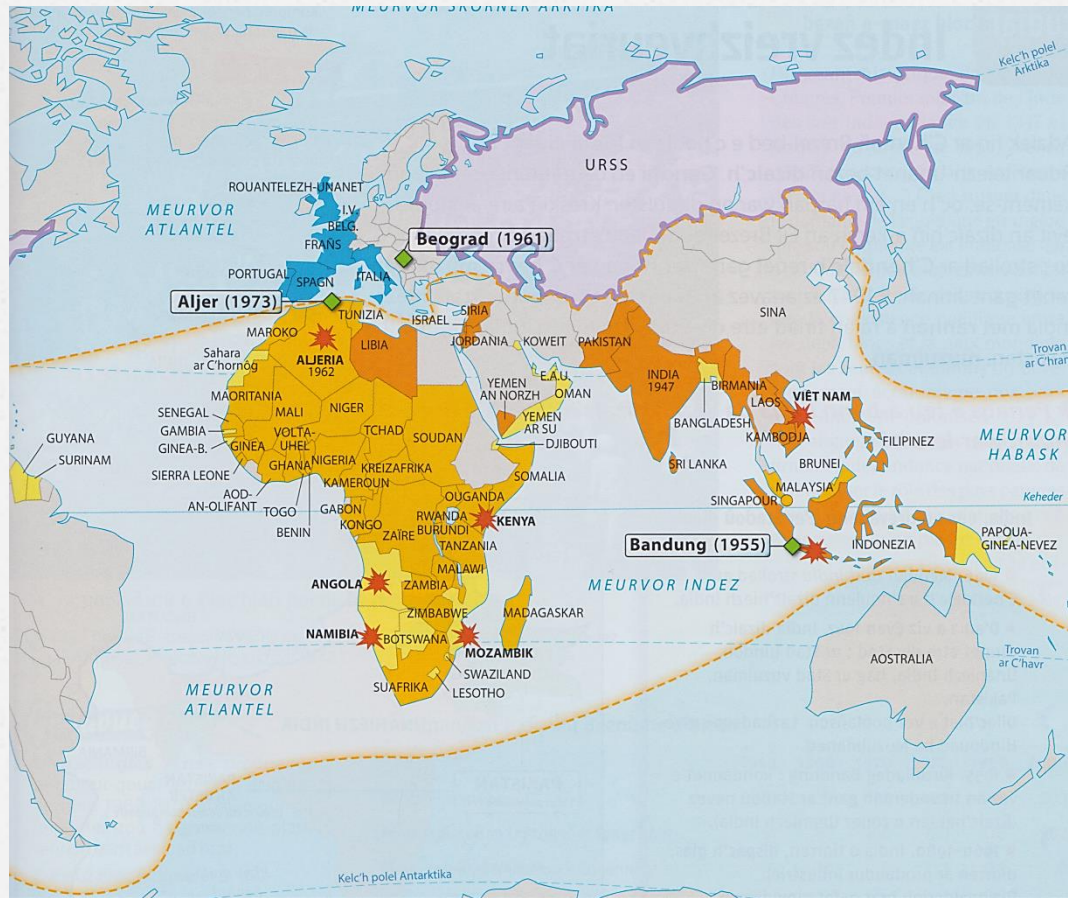 MEURVOR SKORNEK ARKTIKA
Kelc'h polel
Arktika
URSS
ROUANTELEZH-UNANET
MEURVOR
ATLANTEL
I.V.
BELG.
FRAÑS
Beograd (1961)
PORTUGAL
SPAGN
ITALIA
Aljer (1973)
TUNIZIA
SIRIA
ISRAEL
SINA
MAROKO
JORDANIA
KOWEIT
PAKISTAN
Trovan
ar C'hran
Sahara
ar C'hornôg
ALJERIA
1962
LIBIA
INDIA
1947
E.A.U.
OMAN
BIRMANIA
MAORITANIA
YEMEN
AN NORZH
LAOS
VIÊT NAM
SENEGAL
MALI
NIGER
YEMEN
AR SU
BANGLADESH
GAMBIA
TCHAD
SOUDAN
KAMBODJA
FILIPINEZ
MEURVOR
HABASK
GUYANA
GINEA-B.
GINEA
VOLTA-
UHEL
DJIBOUTI
SURINAM
SIERRA LEONE
GHANA
NIGERIA
KREIZAFRIKA
SOMALIA
SRI LANKA
BRUNEI
KAMEROUN
MALAYSIA
AOD-
AN-OLIFANT
OUGANDA
SINGAPOUR
Keheder
TOGO
GABON
RWANDA
KENYA
BENIN
KONGO
BURUNDI
ZAÏRE
TANZANIA
Bandung (1955)
INDONEZIA
PAPOUA-
GINEA-NEVEZ
MALAWI
ANGOLA
ZAMBIA
MEURVOR INDEZ
ZIMBABWE
MADAGASKAR
NAMIBIA
BOTSWANA
MOZAMBIK
Trovan
ar C'havr
AOSTRALIA
SWAZILAND
MEURVOR
ATLANTEL
SUAFRIKA
LESOTHO
Kelc'h polel Antarktika